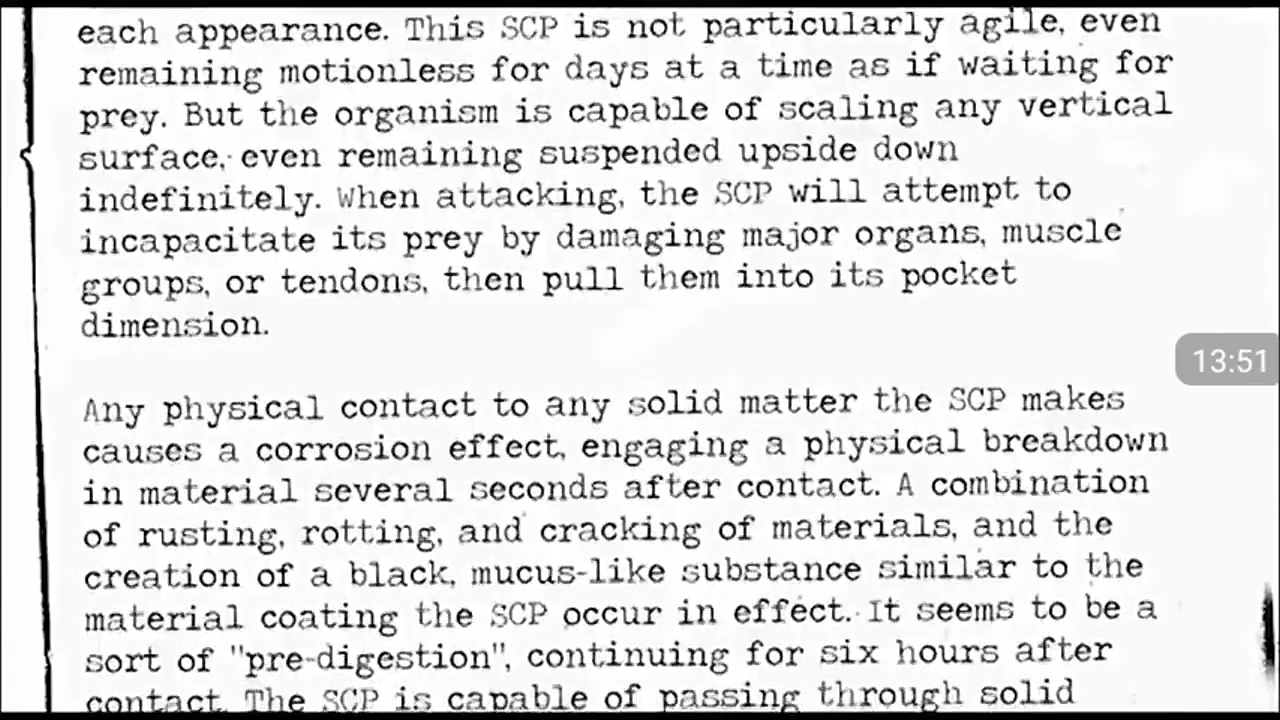 each appearance. This SCP is not particularly agile, even
remaining motionless for days at a time as if waiting for
prey. But the organism is capable of scaling any vertical
surface, even remaining suspended upside down
indefinitely. When attacking, the SCP will attempt to
incapacitate its prey by damaging major organs, muscle
groups, or tendons, then pull them into its pocket
dimension.
13:51
Any physical contact to any solid matter the SCP makes
causes a corrosion effect, engaging a physical breakdown
in material several seconds after contact. A combination
of rusting, rotting, and cracking of materials, and the
creation of a black, mucus-like substance similar to the
material coating the SCP occur in effect. It seems to be a
sort of "pre-digestion", continuing for six hours after
contact. The SCP is capable of passing through solid